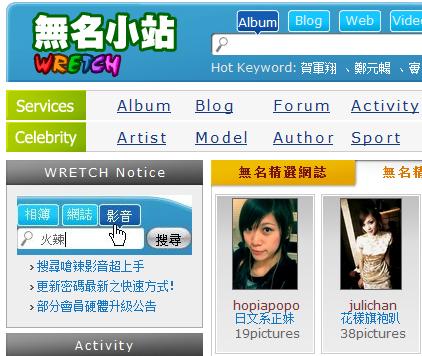 無名小站
WRETCH
Album Blog Web Video
Hot Keyword: 賀軍翔 、鄭元暢 、審
Services Album Blog Forum Activity
Celebrity Artist Model Author Sport
WRETCH Notice
相簿 網誌 影音
火辣 搜尋
搜尋嗆辣影音超上手
更新密碼最新之快速方式!
部分會員硬體升級公告
Activity
無名精選網誌 無名精
hopiapopo
日文系正妹
19pictures
julichan
花樣旗袍趴
38pictures